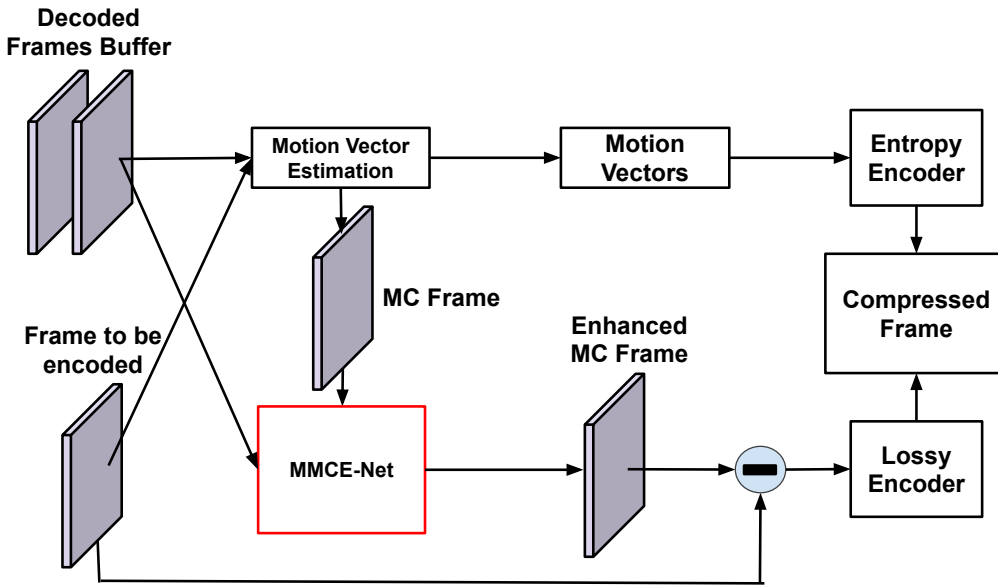 Decoded
Frames Buffer
Motion Vector
Estimation
Motion
Vectors
Entropy
Encoder
MC Frame
Compressed
Frame
Frame to be
encoded
Enhanced
MC Frame
MMCE-Net
Lossy
Encoder